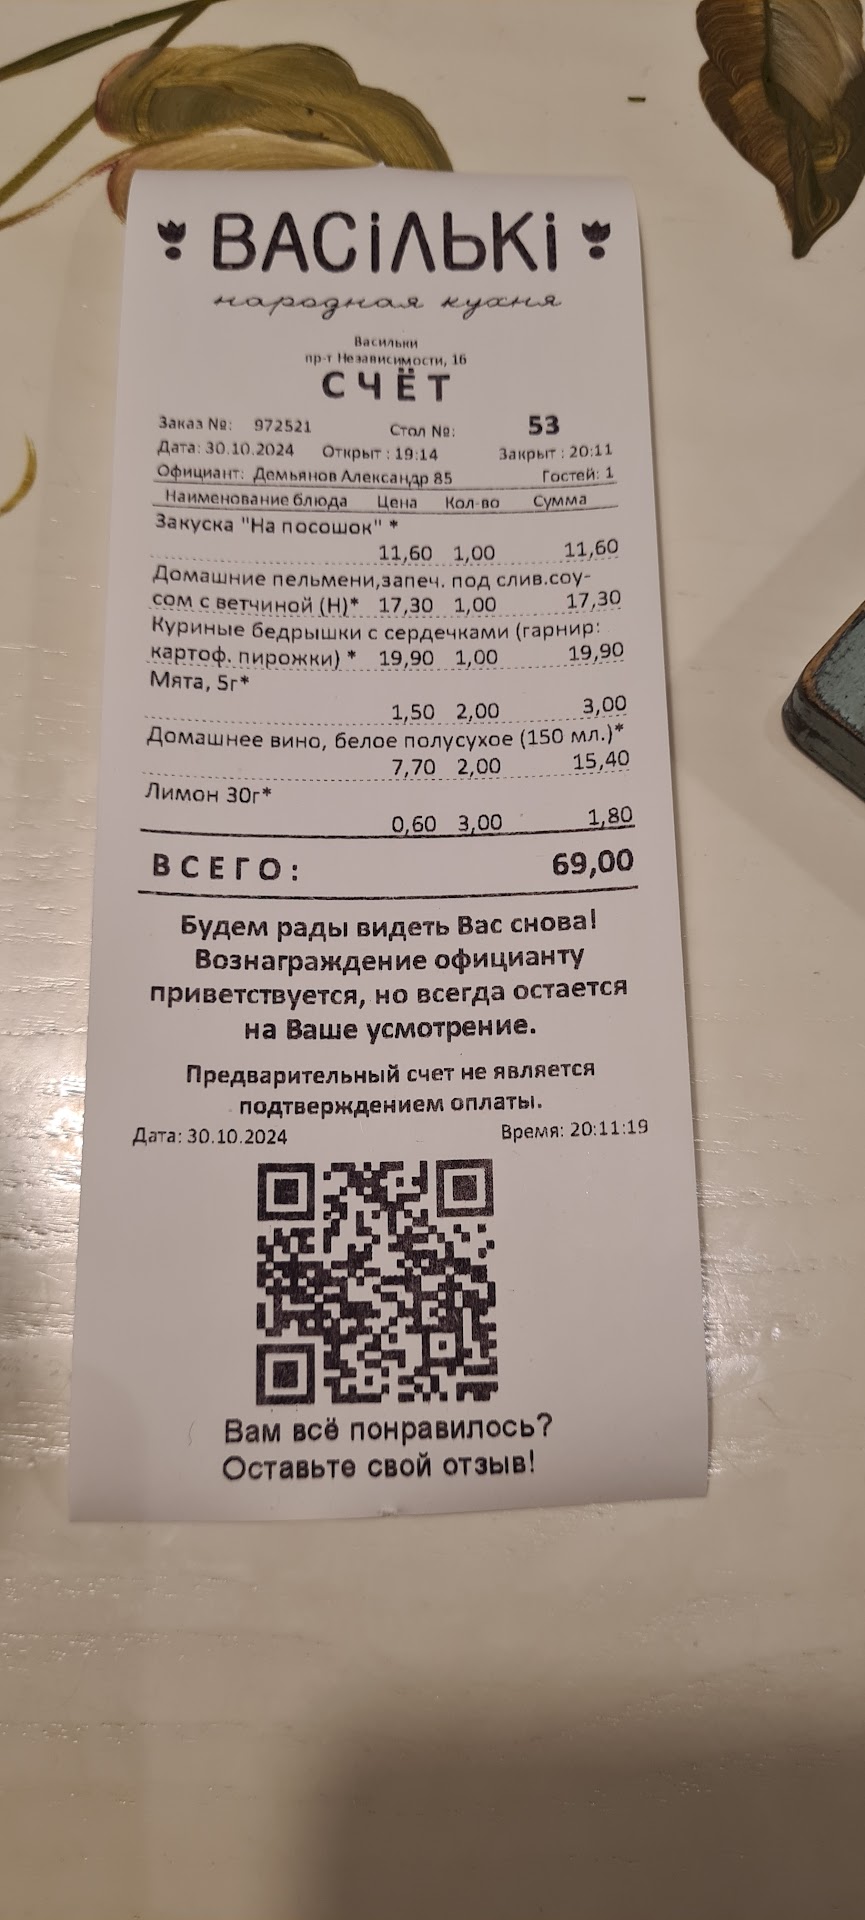 ВАСіЛЬКі
народная кухня
Васильки
пр-т Независимости, 16
СЧЁТ
Заказ №: 972521 Стол №: 53
Дата: 30.10.2024 Открыт : 19:14 Закрыт : 20:11
Официант: Демьянов Александр 85 Гостей: 1
Наименование блюда Цена Кол-во Сумма
Закуска "На посошок" *
11,60 1,00 11,60
Домашние пельмени,запеч. под слив.соу-
сом с ветчиной (Н)* 17,30 1,00 17,30
Куриные бедрышки с сердечками (гарнир:
картоф. пирожки) * 19,90 1,00 19,90
Мята, 5г*
1,50 2,00 3,00
Домашнее вино, белое полусухое (150 мл.)*
7,70 2,00 15,40
Лимон 30г*
0,60 3,00 1,80
ВСЕГО: 69,00
Будем рады видеть Вас снова!
Вознаграждение официанту
приветствуется, но всегда остается
на Ваше усмотрение.
Предварительный счет не является
подтверждением оплаты.
Дата: 30.10.2024 Время: 20:11:19
Вам всё понравилось?
Оставьте свой отзыв!